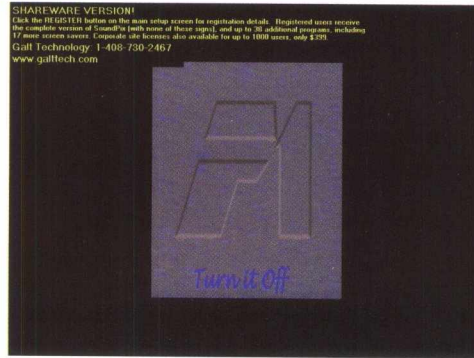 SHAREWARE VERSION!
Click the REGISTER button on the main setup screen for registration details. Registered users receive
the complete version of SoundPix (with none of these signs), and up to 38 additional programs, including
17 more screen savers. Corporate site licenses also available for up to 1000 users, only $399.
Galt Technology: 1-408-730-2467
www.galttech.com
Turn it Off